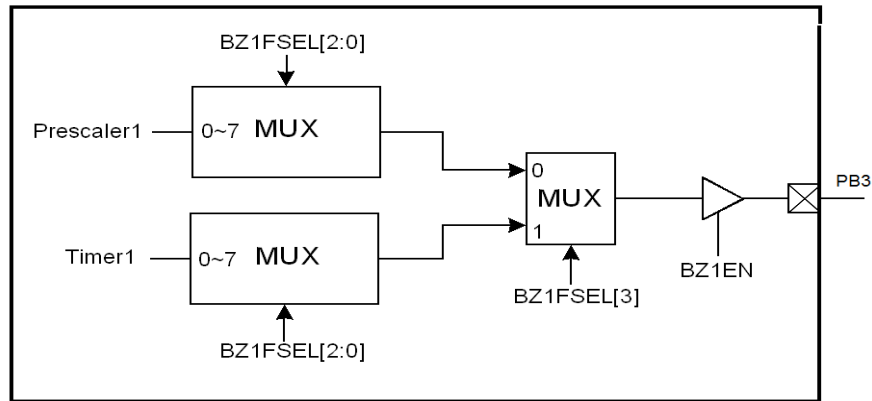 BZ1FSEL[2:0]
Prescaler1
0~7 MUX
0
MUX
1
PB3
Timer1
0~7 MUX
BZ1EN
BZ1FSEL[3]
BZ1FSEL[2:0]